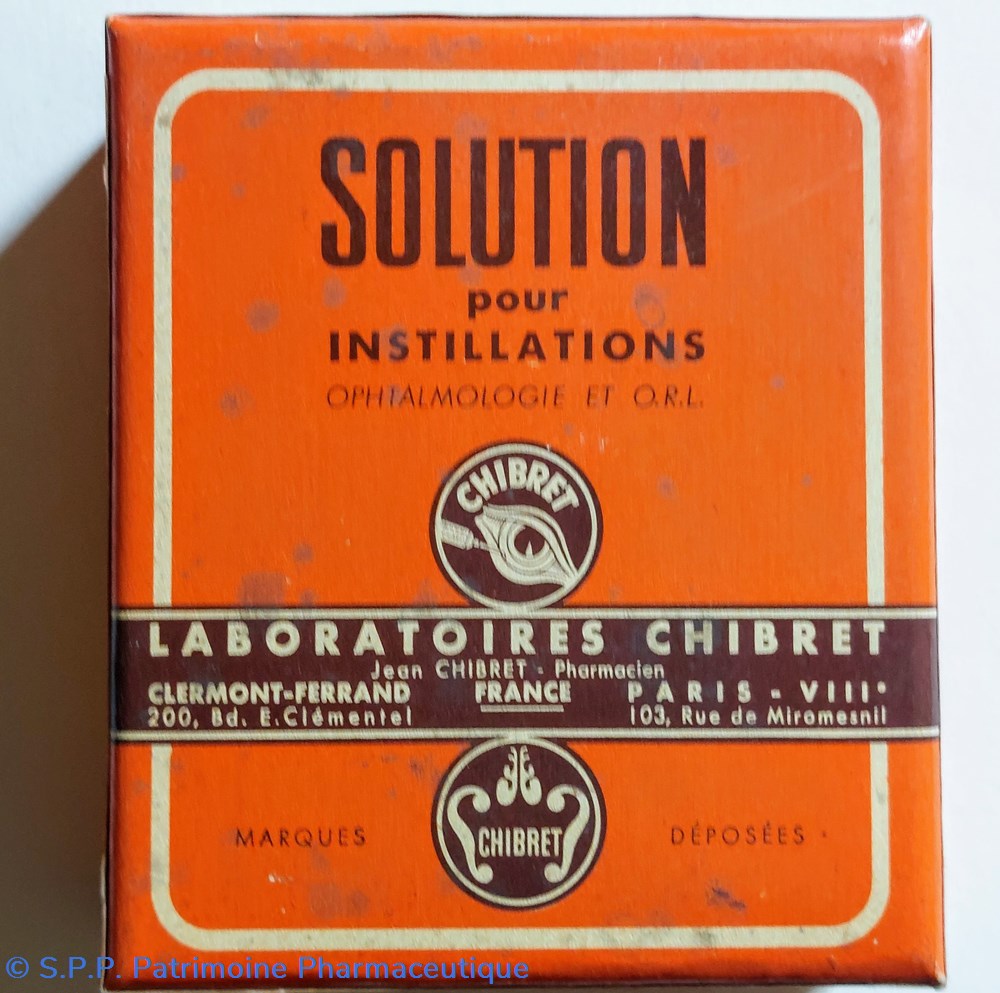 SOLUTION
pour
INSTILLATIONS
OPHTALMOLOGIE ET O.R.L.
CHIBRET
LABORATOIRES CHIBRET
Jean CHIBRET - Pharmacien
CLERMONT-FERRAND FRANCE PARIS - VIIIe
200, Bd. E.Clémentel 103, Rue de Miromesnil
CHIBRET
MARQUES DÉPOSÉES
© S.P.P. Patrimoine Pharmaceutique